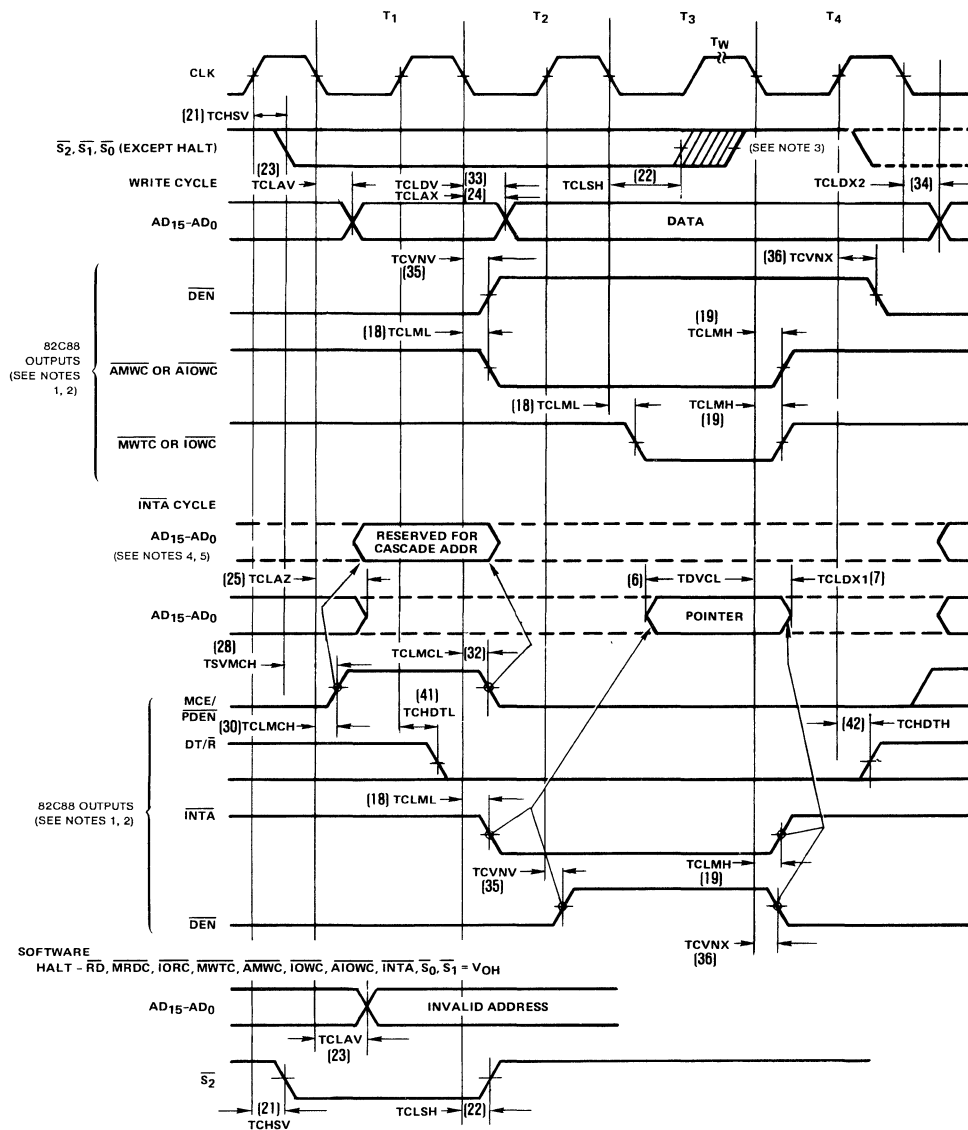 T1 T2 T3 T4
TW
CLK
(21) TCHSV
S2, S1, S0 (EXCEPT HALT)
(SEE NOTE 3)
(23)
TCLAV
WRITE CYCLE
TCLDV (33)
TCLAX (24)
TCLSH (22)
TCLDX2 (34)
AD15-AD0
DATA
TCVNV
(35)
(36) TCVNX
DEN
(18) TCLML
(19)
TCLMH
82C88
OUTPUTS
(SEE NOTES
1, 2)
AMWC OR AIOWC
(18) TCLML
TCLMH
(19)
MWTC OR IOWC
INTA CYCLE
AD15-AD0
(SEE NOTES 4, 5)
RESERVED FOR
CASCADE ADDR
(25) TCLAZ
(6) TDVCL
TCLDX1 (7)
AD15-AD0
POINTER
(28)
TSVMCH
TCLMCL (32)
MCE/
PDEN
(41)
TCHDTL
(30) TCLMCH
(42) TCHDTH
DT/R
82C88 OUTPUTS
(SEE NOTES 1, 2)
(18) TCLML
INTA
TCVNV
(35)
TCLMH
(19)
DEN
TCVNX
(36)
SOFTWARE
HALT - RD, MRDC, IORC, MWTC, AMWC, IOWC, AIOWC, INTA, S0, S1 = VOH
AD15-AD0
INVALID ADDRESS
TCLAV
(23)
S2
(21)
TCHSV
TCLSH (22)